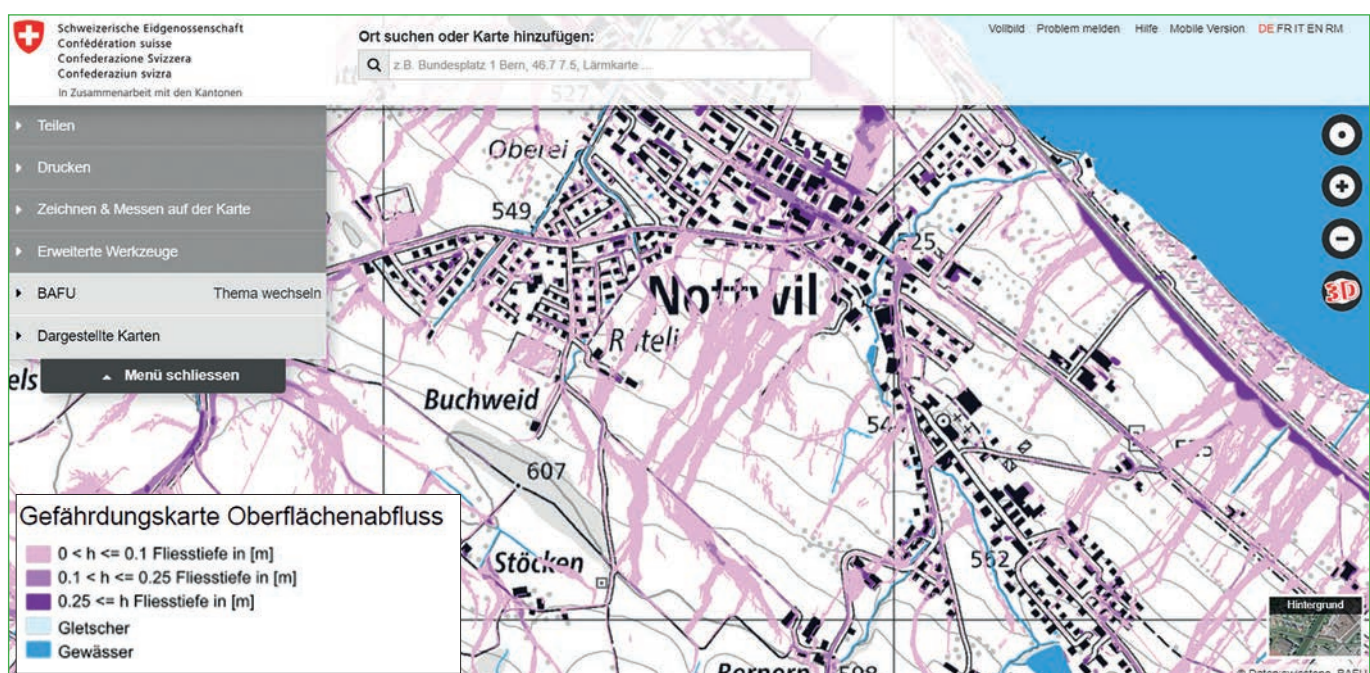 Schweizerische Eidgenossenschaft
Confédération suisse
Confederazione Svizzera
Confederaziun svizra
In Zusammenarbeit mit den Kantonen
Ort suchen oder Karte hinzufügen:
z.B. Bundesplatz 1 Bern, 46.7 7.5, Lärmkarte ...
Vollbild Problem melden Hilfe Mobile Version DE FR IT EN RM
527
Teilen
Drucken
Zeichnen & Messen auf der Karte
Erweiterte Werkzeuge
BAFU Thema wechseln
Dargestellte Karten
Menü schliessen
Oberei
549
Nottwil
Buchweid
607
Stöcken
562
3D
Hintergrund
Gefährdungskarte Oberflächenabfluss
0 < h <= 0.1 Fliesstiefe in [m]
0.1 < h <= 0.25 Fliesstiefe in [m]
0.25 <= h Fliesstiefe in [m]
Gletscher
Gewässer